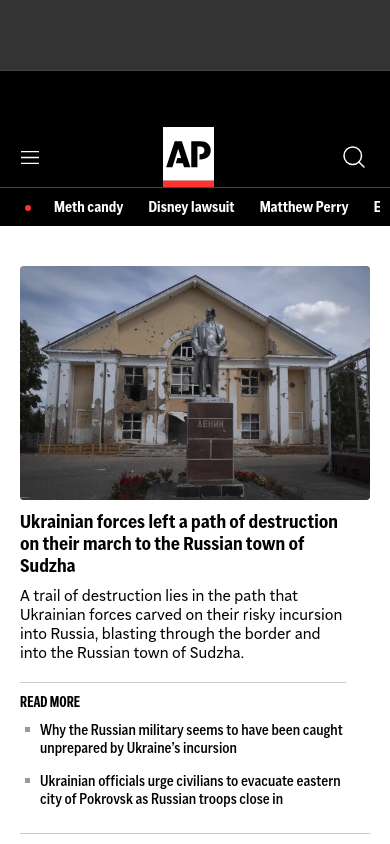 AP
Meth candy Disney lawsuit Matthew Perry E
ЛЕНИН
Ukrainian forces left a path of destruction
on their march to the Russian town of
Sudzha
A trail of destruction lies in the path that
Ukrainian forces carved on their risky incursion
into Russia, blasting through the border and
into the Russian town of Sudzha.
READ MORE
Why the Russian military seems to have been caught
unprepared by Ukraine's incursion
Ukrainian officials urge civilians to evacuate eastern
city of Pokrovsk as Russian troops close in